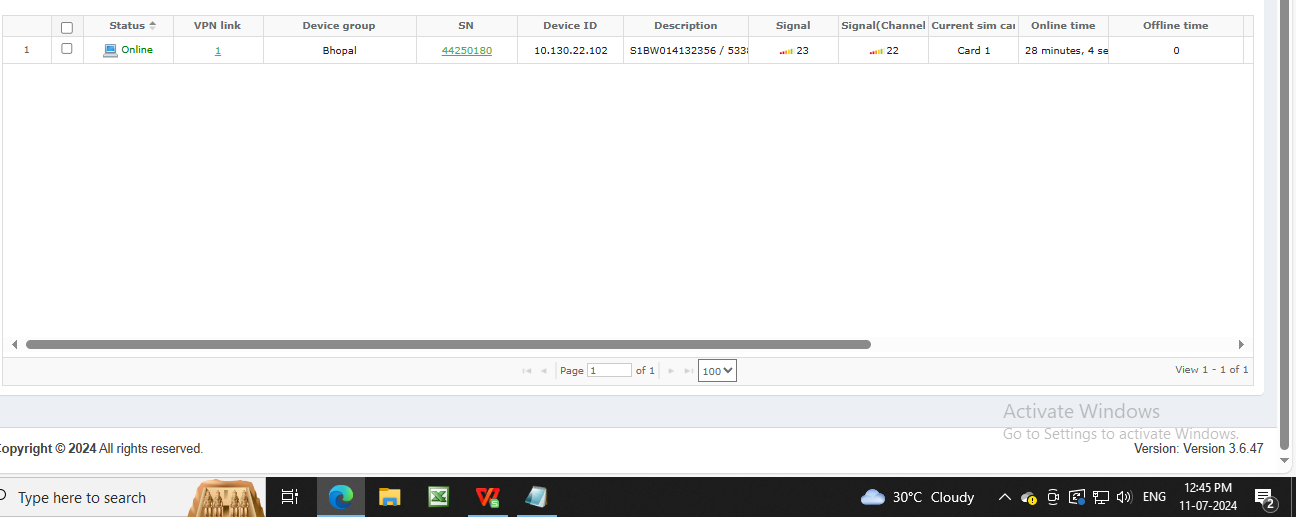 Status VPN link Device group SN Device ID Description Signal Signal(Channel Current sim car Online time Offline time
1 Online 1 Bhopal 44250180 10.130.22.102 S1BW014132356 / 533 23 22 Card 1 28 minutes, 4 se 0
Page 1 of 1 100 View 1 - 1 of 1
Activate Windows
Go to Settings to activate Windows.
opyright © 2024 All rights reserved. Version: Version 3.6.47
Type here to search 30°C Cloudy ENG 12:45 PM
11-07-2024 2